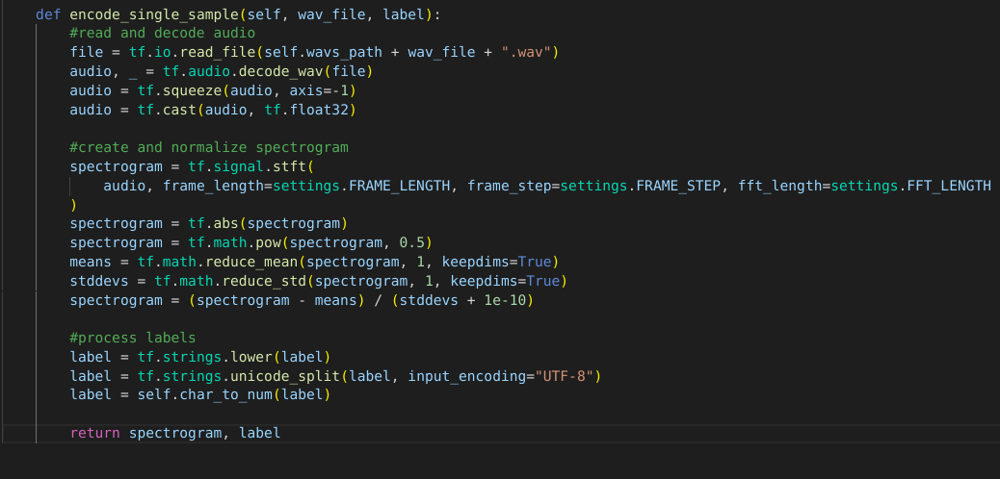 def encode_single_sample(self, wav_file, label):
#read and decode audio
file = tf.io.read_file(self.wavs_path + wav_file + ".wav")
audio, _ = tf.audio.decode_wav(file)
audio = tf.squeeze(audio, axis=-1)
audio = tf.cast(audio, tf.float32)
#create and normalize spectrogram
spectrogram = tf.signal.stft(
audio, frame_length=settings.FRAME_LENGTH, frame_step=settings.FRAME_STEP, fft_length=settings.FFT_LENGTH
)
spectrogram = tf.abs(spectrogram)
spectrogram = tf.math.pow(spectrogram, 0.5)
means = tf.math.reduce_mean(spectrogram, 1, keepdims=True)
stddevs = tf.math.reduce_std(spectrogram, 1, keepdims=True)
spectrogram = (spectrogram - means) / (stddevs + 1e-10)
#process labels
label = tf.strings.lower(label)
label = tf.strings.unicode_split(label, input_encoding="UTF-8")
label = self.char_to_num(label)
return spectrogram, label